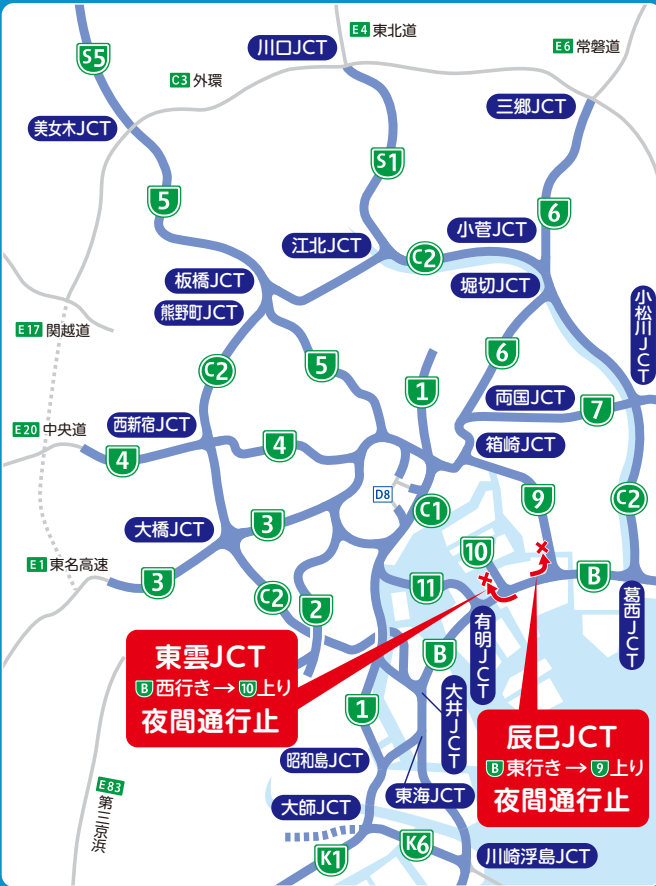 E4 東北道
川口JCT
E6 常磐道
S5
C3 外環
三郷JCT
美女木JCT
S1
5
6
小菅JCT
江北JCT
C2
板橋JCT
堀切JCT
小松川JCT
熊野町JCT
E17 関越道
6
5
C2
1
両国JCT
7
西新宿JCT
E20 中央道
箱崎JCT
4
4
D8
9
C2
C1
3
大橋JCT
10
E1 東名高速
3
11
B
C2
2
葛西JCT
有明JCT
東雲JCT
B西行き→10上り
夜間通行止
B
1
大井JCT
辰巳JCT
B東行き→9上り
夜間通行止
昭和島JCT
E83
第三京浜
大師JCT
東海JCT
K1
K6
川崎浮島JCT